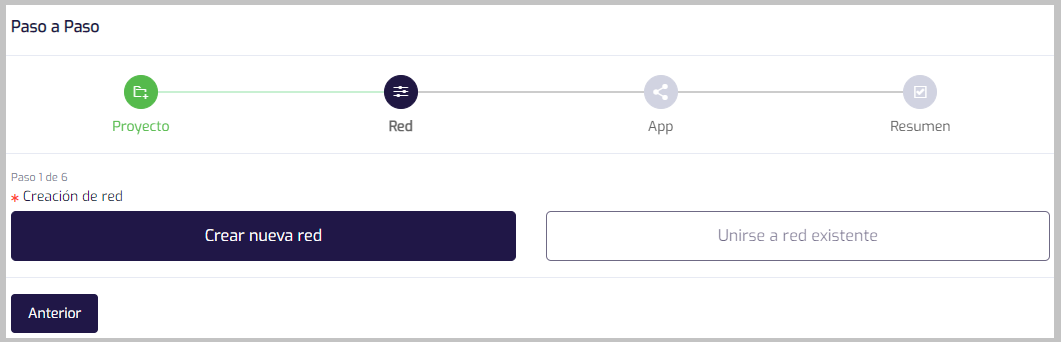 Paso a Paso
Proyecto
Red
App
Resumen
Paso 1 de 6
* Creación de red
Crear nueva red
Unirse a red existente
Anterior